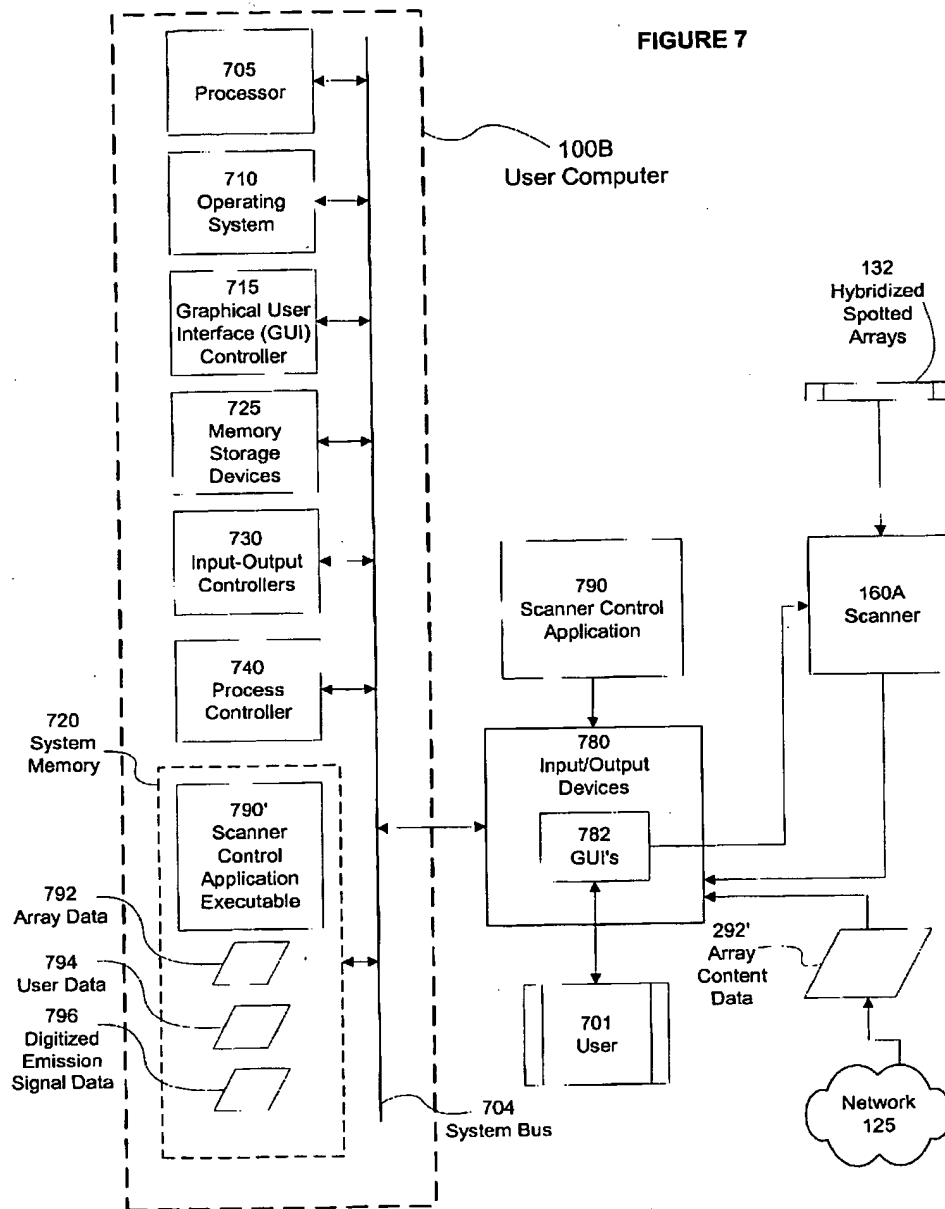 FIGURE 7
705
Processor
710
Operating
System
715
Graphical User
Interface (GUI)
Controller
725
Memory
Storage
Devices
730
Input-Output
Controllers
740
Process
Controller
720
System
Memory
790'
Scanner
Control
Application
Executable
792
Array Data
794
User Data
796
Digitized
Emission
Signal Data
100B
User Computer
704
System Bus
790
Scanner Control
Application
780
Input/Output
Devices
782
GUI's
701
User
132
Hybridized
Spotted
Arrays
160A
Scanner
292'
Array
Content
Data
Network
125